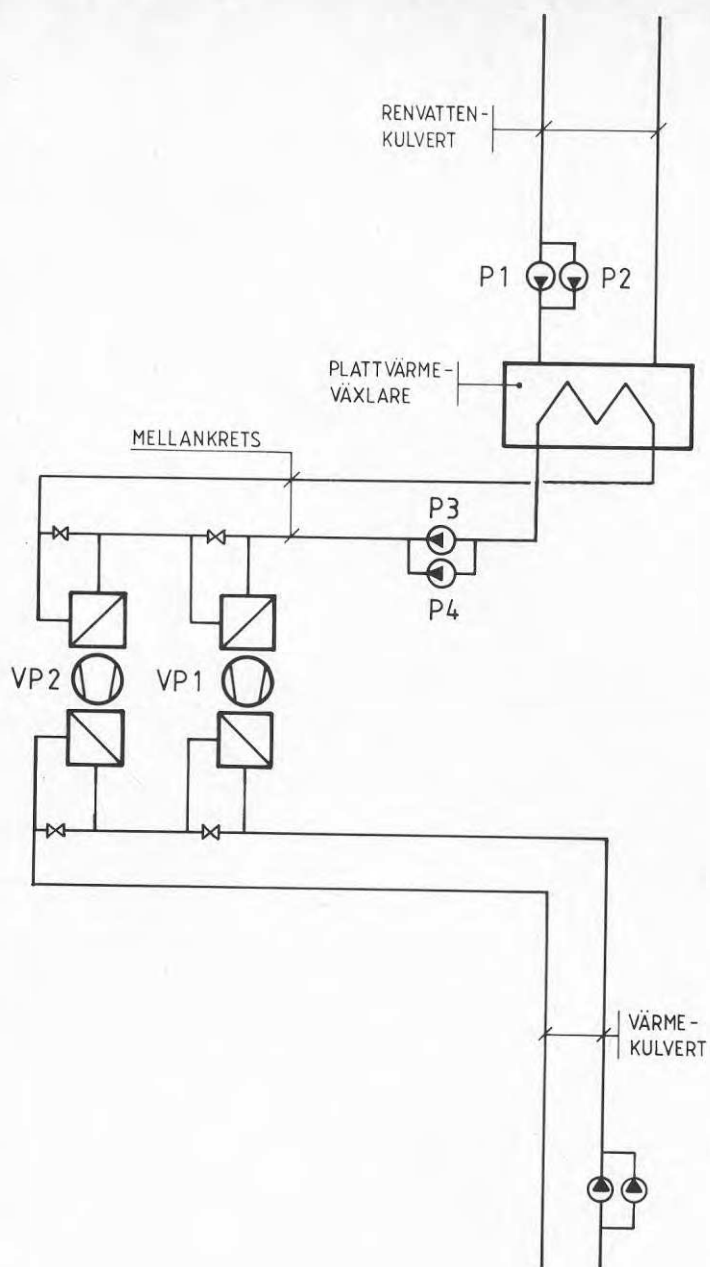 RENVATTEN-
KULVERT
P1
P2
PLATTVÄRME-
VÄXLARE
MELLANKRETS
P3
P4
VP2
VP1
VÄRME-
KULVERT